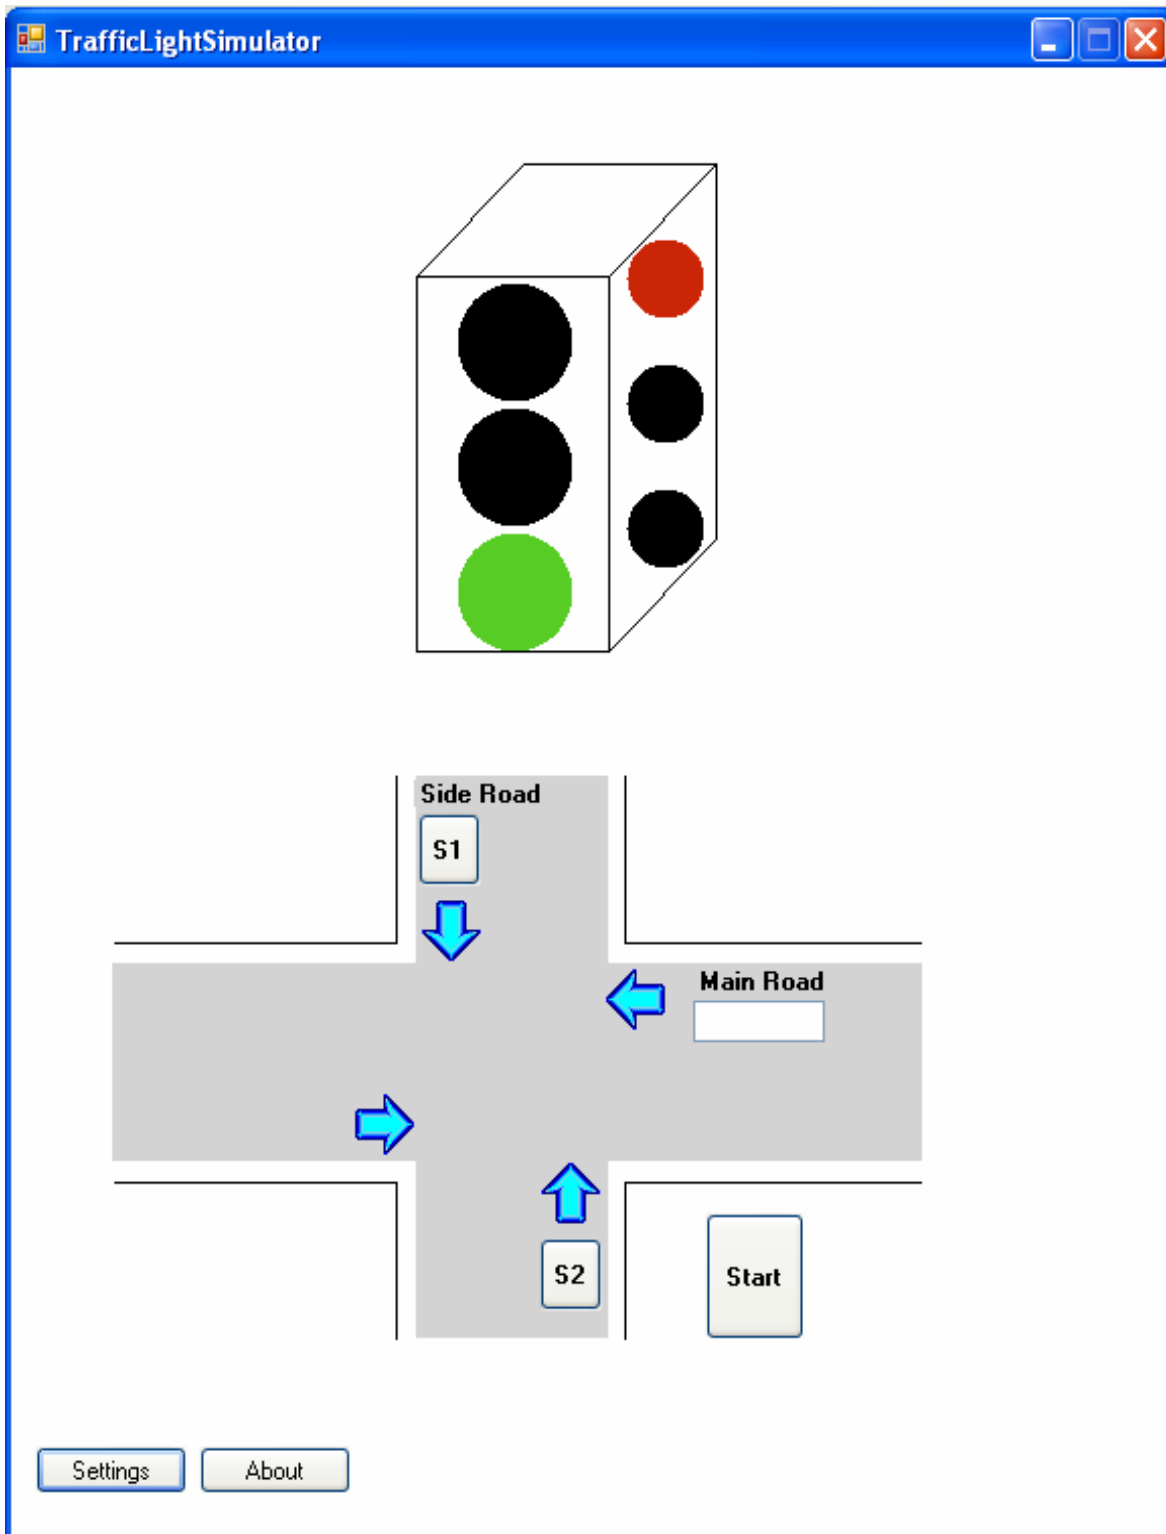 TrafficLightSimulator
Side Road
S1
Main Road
S2
Start
Settings
About